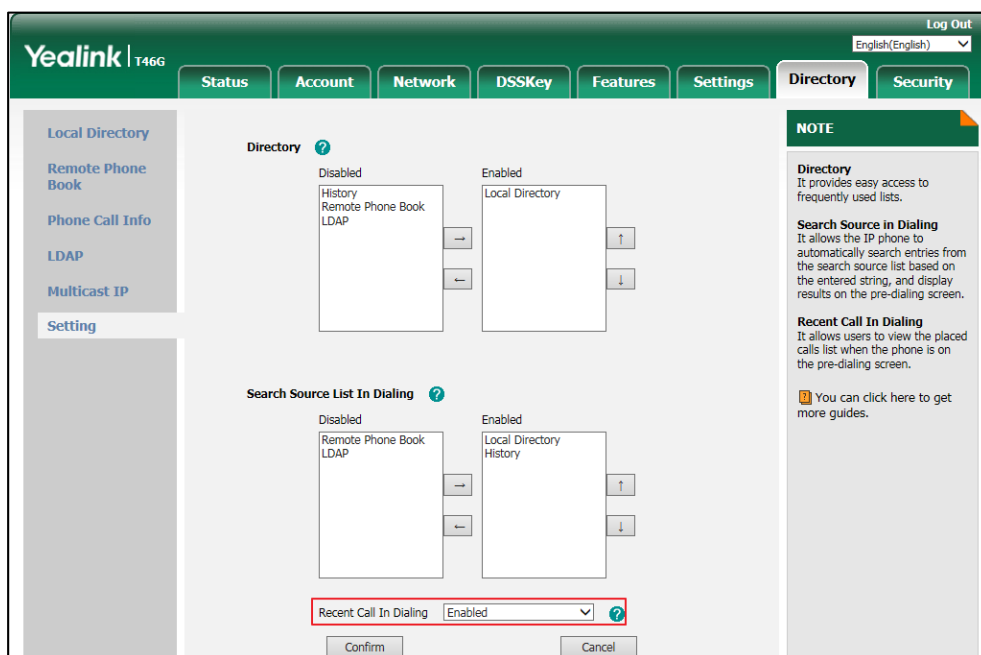 Log Out
English(English)
Yealink T46G
Status Account Network DSSKey Features Settings Directory Security
Local Directory
Remote Phone
Book
Phone Call Info
LDAP
Multicast IP
Setting
Directory ?
Disabled Enabled
History
Remote Phone Book
LDAP
Local Directory
→ ↑
← ↓
Search Source List In Dialing ?
Disabled Enabled
Remote Phone Book
LDAP
Local Directory
History
→ ↑
← ↓
Recent Call In Dialing Enabled ?
Confirm Cancel
NOTE
Directory
It provides easy access to
frequently used lists.
Search Source in Dialing
It allows the IP phone to
automatically search entries from
the search source list based on
the entered string, and display
results on the pre-dialing screen.
Recent Call In Dialing
It allows users to view the placed
calls list when the phone is on
the pre-dialing screen.
? You can click here to get
more guides.